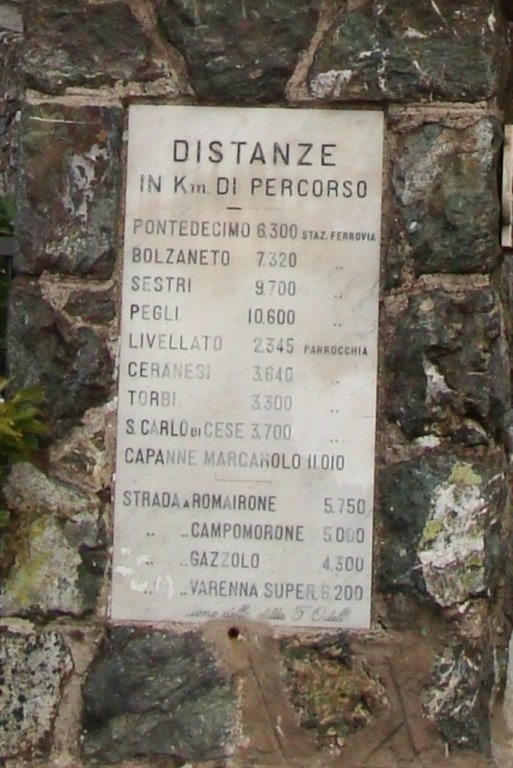 DISTANZE
IN Km. DI PERCORSO
PONTEDECIMO 6.300 STAZ. FERROVIA
BOLZANETO 7.320 „
SESTRI 9.700 „
PEGLI 10.600 „
LIVELLATO 2.345 PARROCCHIA
CERANESI 3.640 „
TORBI 3.300 „
S. CARLO DI CESE 3.700 „
CAPANNE MARCAROLO 11.010
STRADA A ROMAIRONE 5.750
„ „ CAMPOMORONE 5.000
„ „ GAZZOLO 4.300
„ „ VARENNA SUPER. 6.200
della